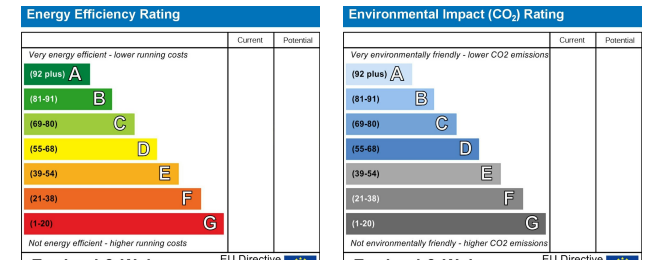 Energy Efficiency Rating
Current Potential
Very energy efficient - lower running costs
(92 plus) A
(81-91) B
(69-80) C
(55-68) D
(39-54) E
(21-38) F
(1-20) G
Not energy efficient - higher running costs
EU Directive
Environmental Impact (CO₂) Rating
Current Potential
Very environmentally friendly - lower CO2 emissions
(92 plus) A
(81-91) B
(69-80) C
(55-68) D
(39-54) E
(21-38) F
(1-20) G
Not environmentally friendly - higher CO2 emissions
EU Directive